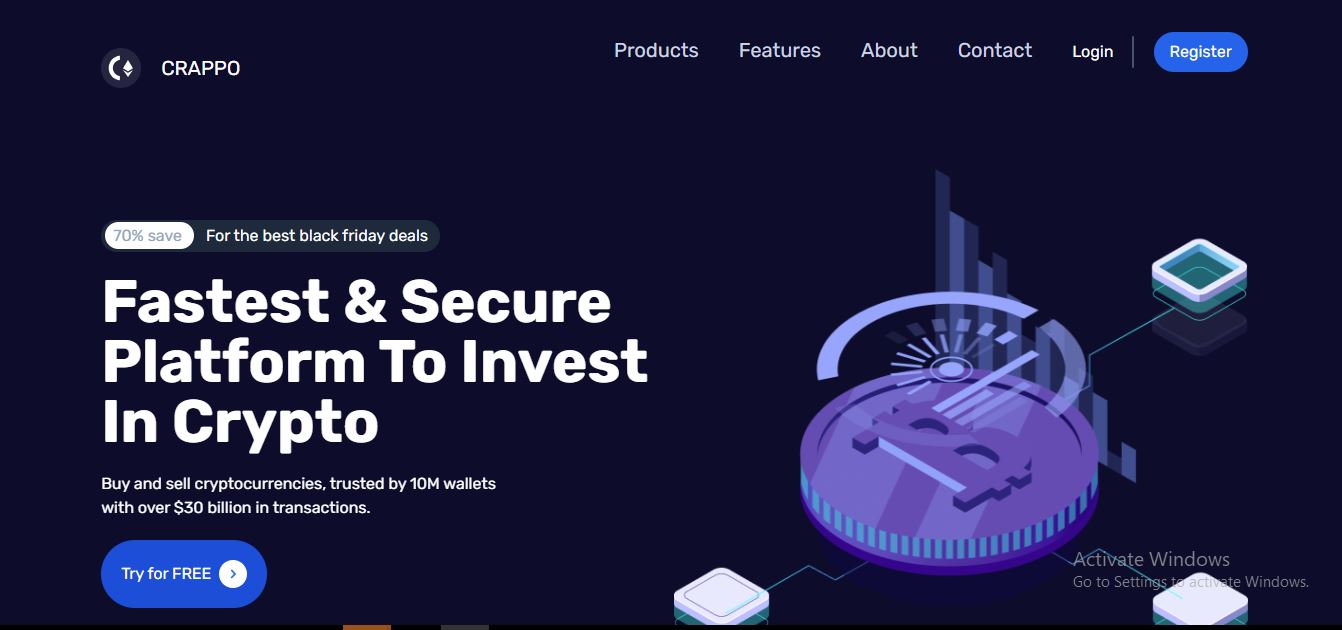 CRAPPO
Products Features About Contact Login Register
70% save For the best black friday deals
Fastest & Secure
Platform To Invest
In Crypto
Buy and sell cryptocurrencies, trusted by 10M wallets
with over $30 billion in transactions.
Try for FREE
Activate Windows
Go to Settings to activate Windows.